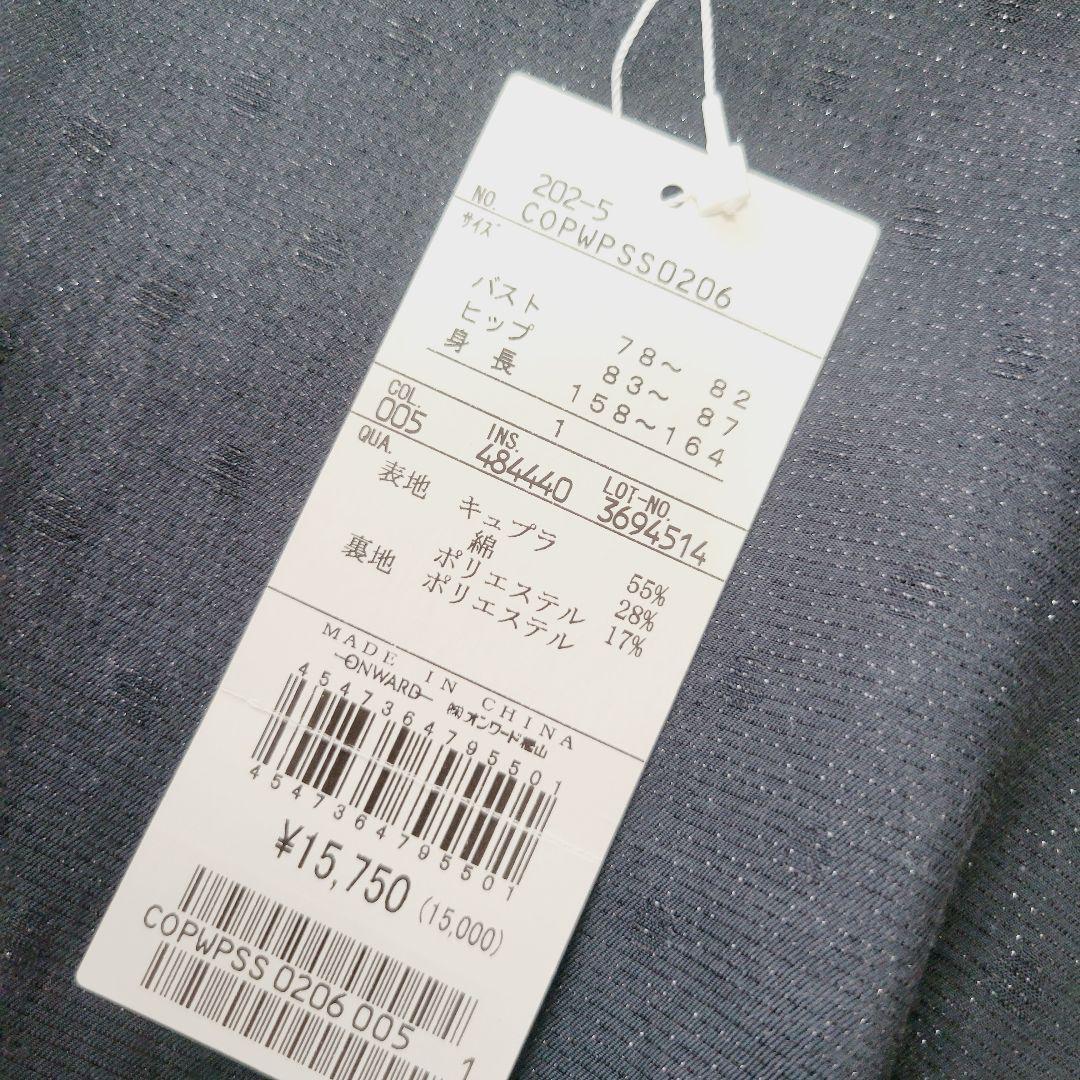 202-5
NO. COPWPSS0206
サイズ
バスト 78～ 82
ヒップ 83～ 87
身長 158～164
1
COL. INS. LOT-NO.
005 484440 3694514
QUA.
表地 キュプラ 55%
綿 28%
ポリエステル 17%
裏地 ポリエステル
MADE IN CHINA
ONWARD ㈱オンワード樫山
4547364795501
4547364795501
¥15,750 (15,000)
COPWPSS 0206 005 1